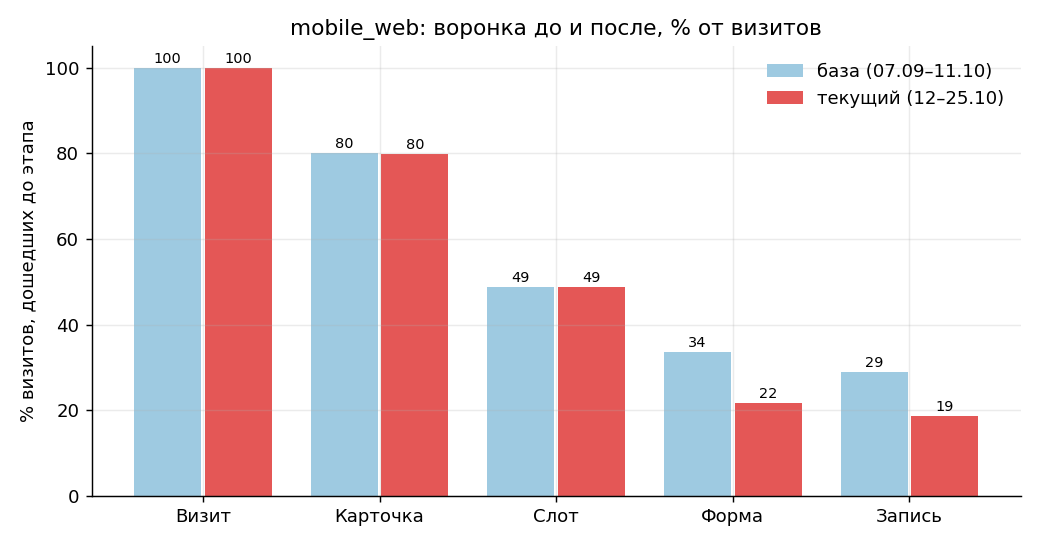 mobile_web: воронка до и после, % от визитов
% визитов, дошедших до этапа
100
80
60
40
20
0
база (07.09–11.10)
текущий (12–25.10)
100 100
80 80
49 49
34 22
29 19
Визит Карточка Слот Форма Запись